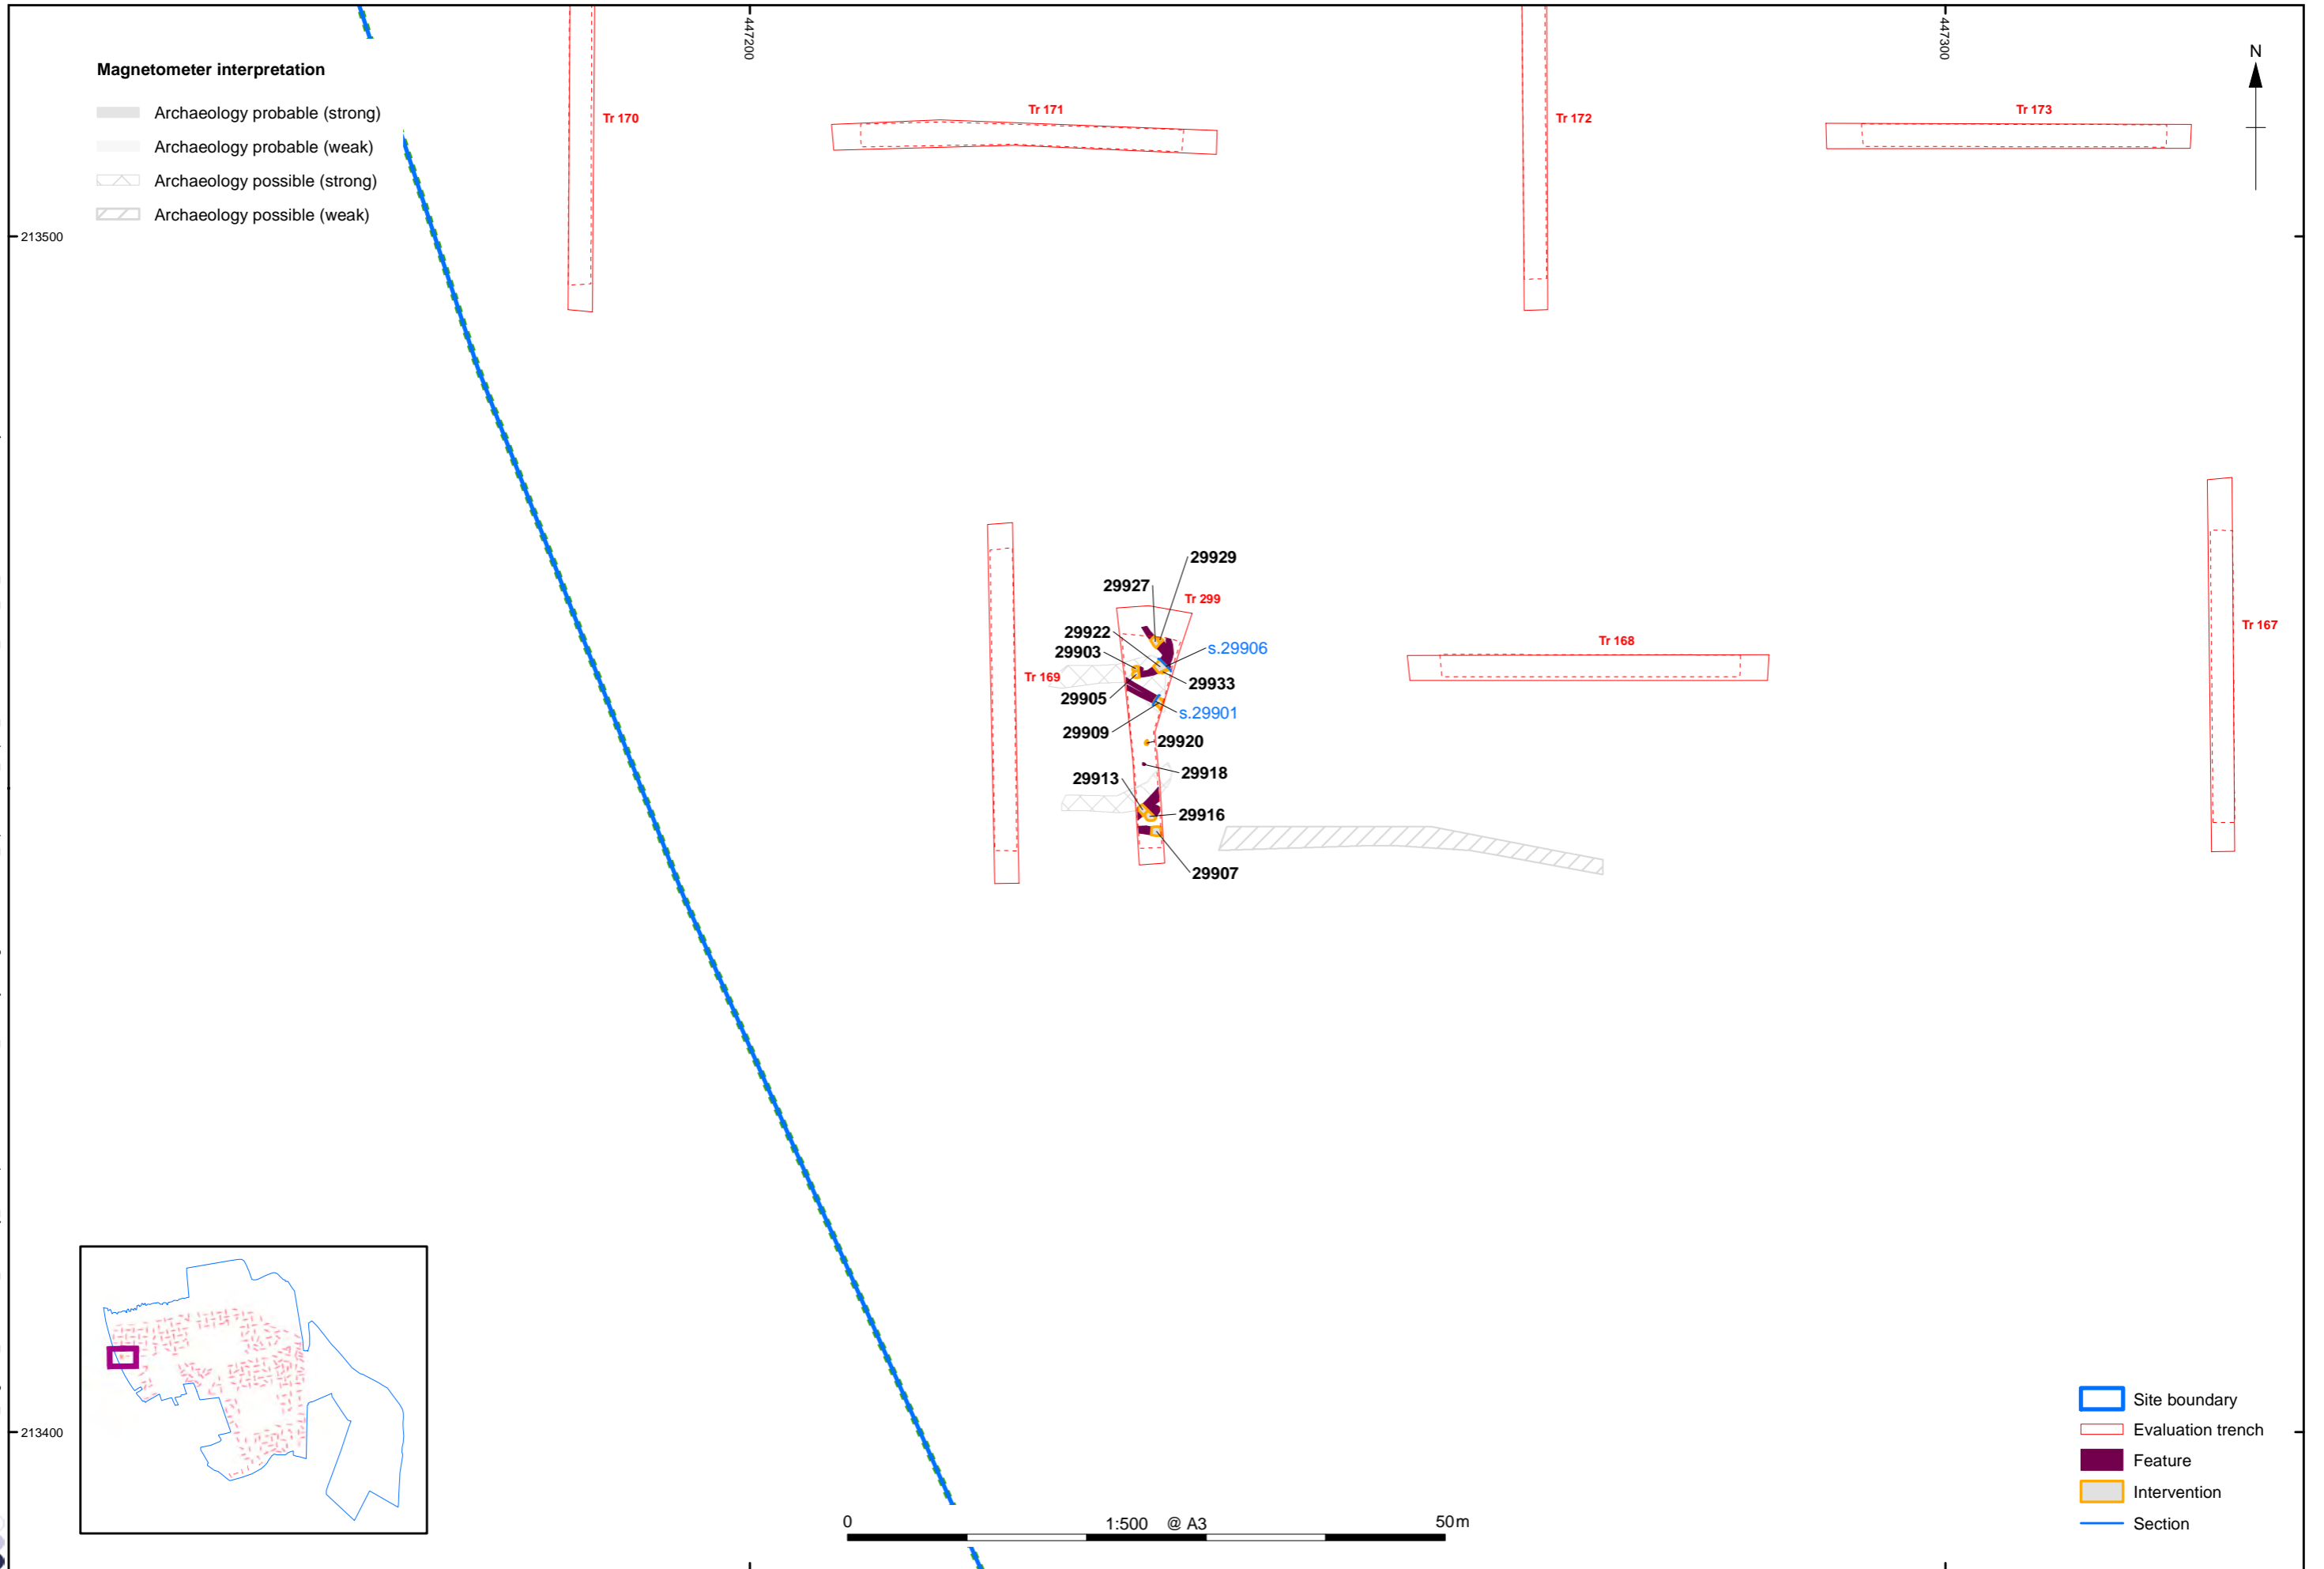 447200
447300
N
Magnetometer interpretation
Archaeology probable (strong)
Archaeology probable (weak)
Archaeology possible (strong)
Archaeology possible (weak)
Tr 170
Tr 171
Tr 172
Tr 173
213500
29929
29927
Tr 299
29922
s.29906
29903
Tr 168
Tr 167
Tr 169
29933
29905
s.29901
29909
29920
29918
29913
29916
29907
213400
Site boundary
Evaluation trench
Feature
Intervention
Section
0
1:500 @ A3
50m